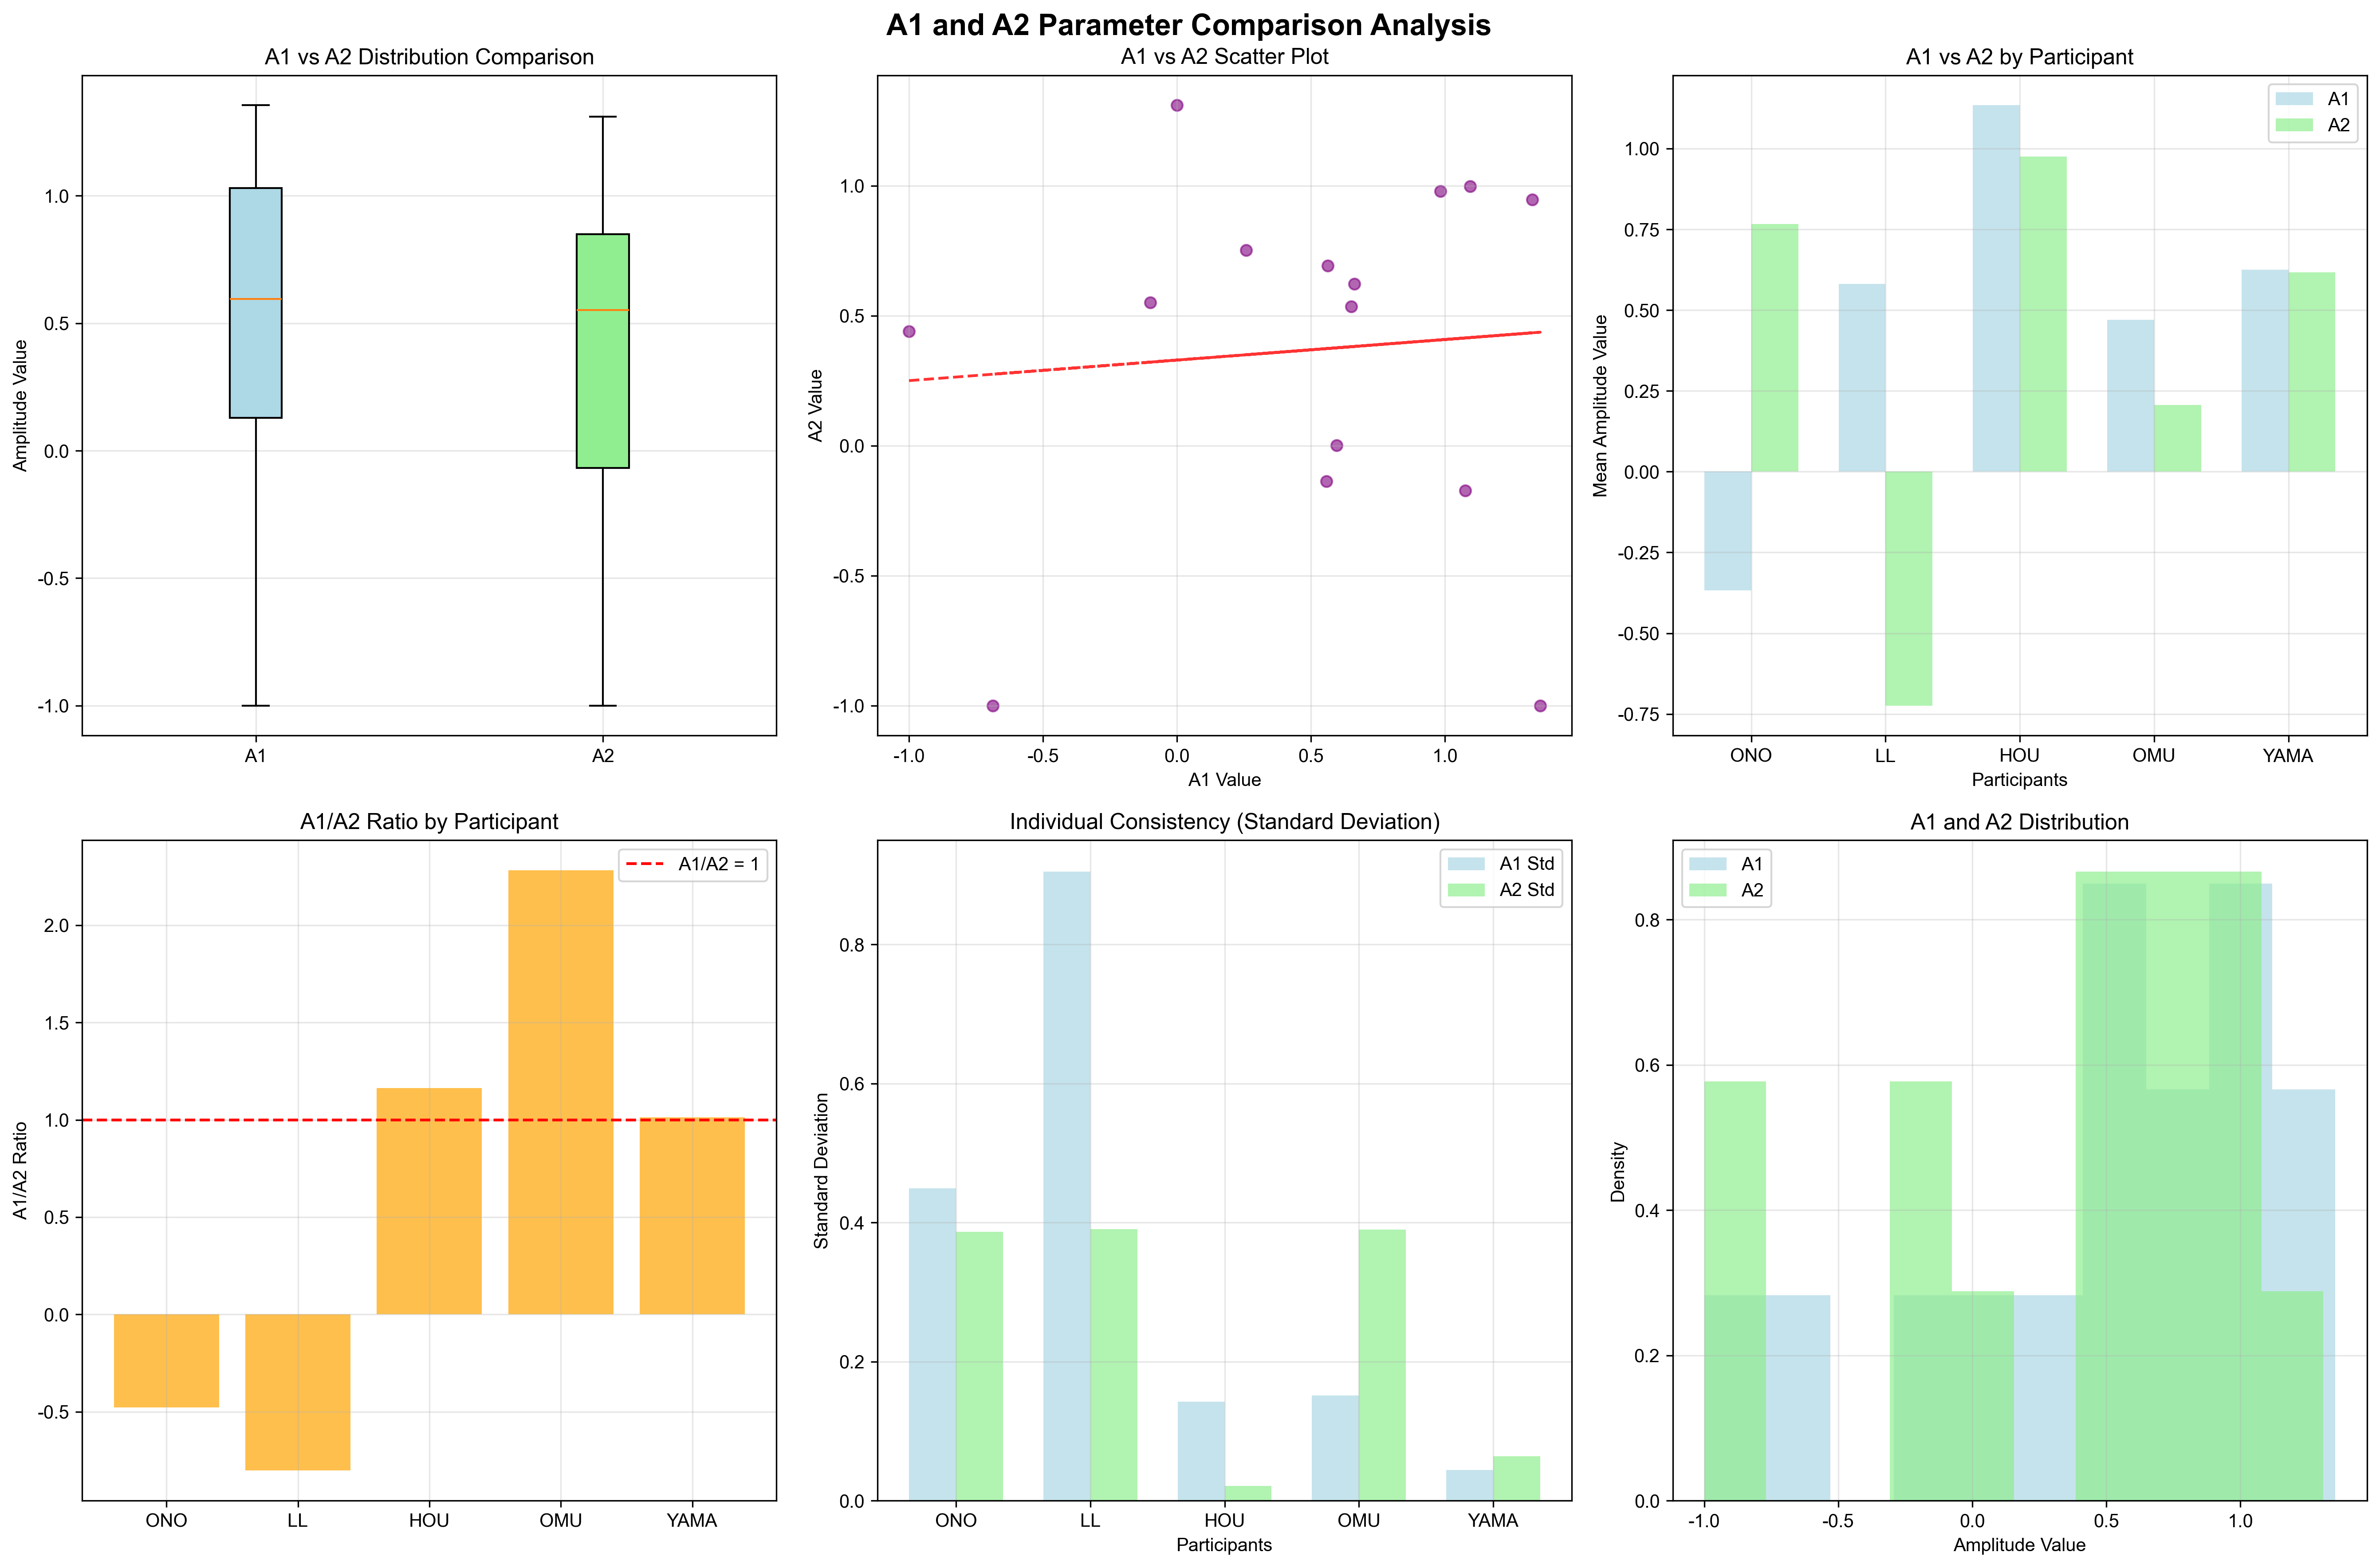 A1 and A2 Parameter Comparison Analysis
A1 vs A2 Distribution Comparison
Amplitude Value
1.0
0.5
0.0
-0.5
-1.0
A1
A2
A1 vs A2 Scatter Plot
A2 Value
1.0
0.5
0.0
-0.5
-1.0
-1.0
-0.5
0.0
0.5
1.0
A1 Value
A1 vs A2 by Participant
A1
A2
Mean Amplitude Value
1.00
0.75
0.50
0.25
0.00
-0.25
-0.50
-0.75
ONO
LL
HOU
OMU
YAMA
Participants
A1/A2 Ratio by Participant
A1/A2 = 1
A1/A2 Ratio
2.0
1.5
1.0
0.5
0.0
-0.5
ONO
LL
HOU
OMU
YAMA
Individual Consistency (Standard Deviation)
A1 Std
A2 Std
Standard Deviation
0.8
0.6
0.4
0.2
0.0
ONO
LL
HOU
OMU
YAMA
Participants
A1 and A2 Distribution
A1
A2
Density
0.8
0.6
0.4
0.2
0.0
-1.0
-0.5
0.0
0.5
1.0
Amplitude Value